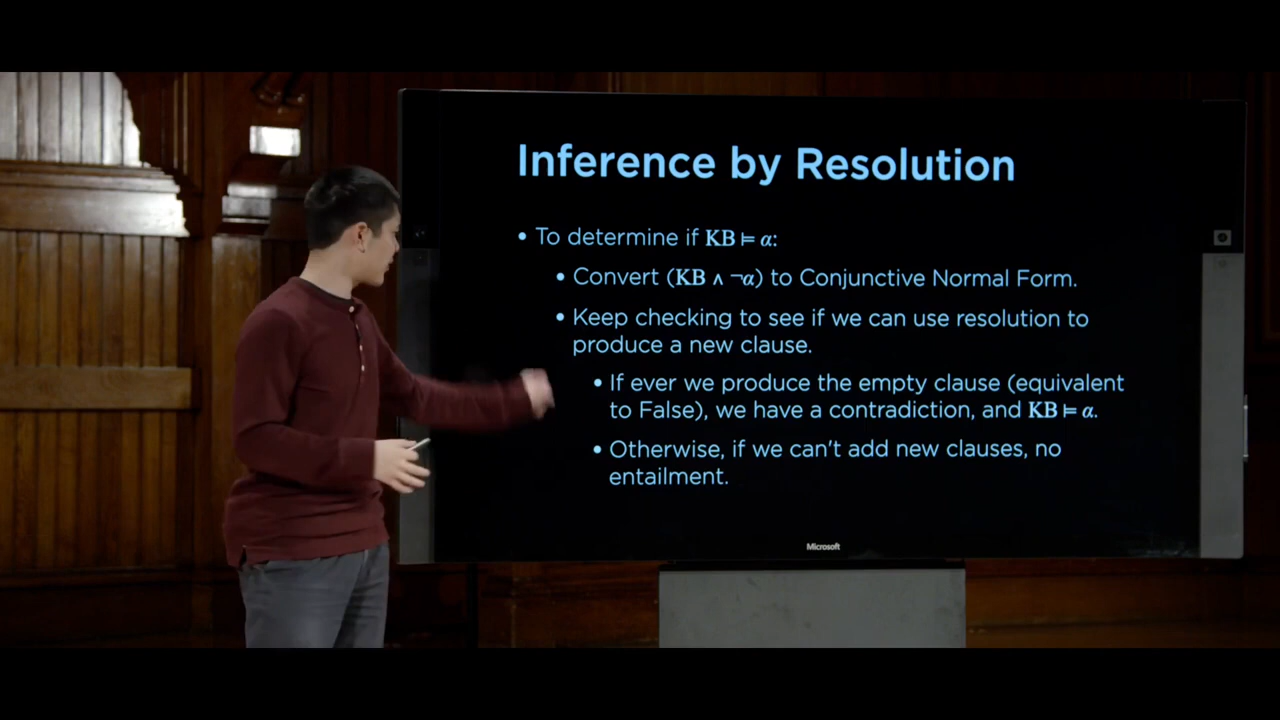 Inference by Resolution
• To determine if KB ⊨ α:
• Convert (KB ∧ ¬α) to Conjunctive Normal Form.
• Keep checking to see if we can use resolution to
produce a new clause.
• If ever we produce the empty clause (equivalent
to False), we have a contradiction, and KB ⊨ α.
• Otherwise, if we can't add new clauses, no
entailment.
Microsoft